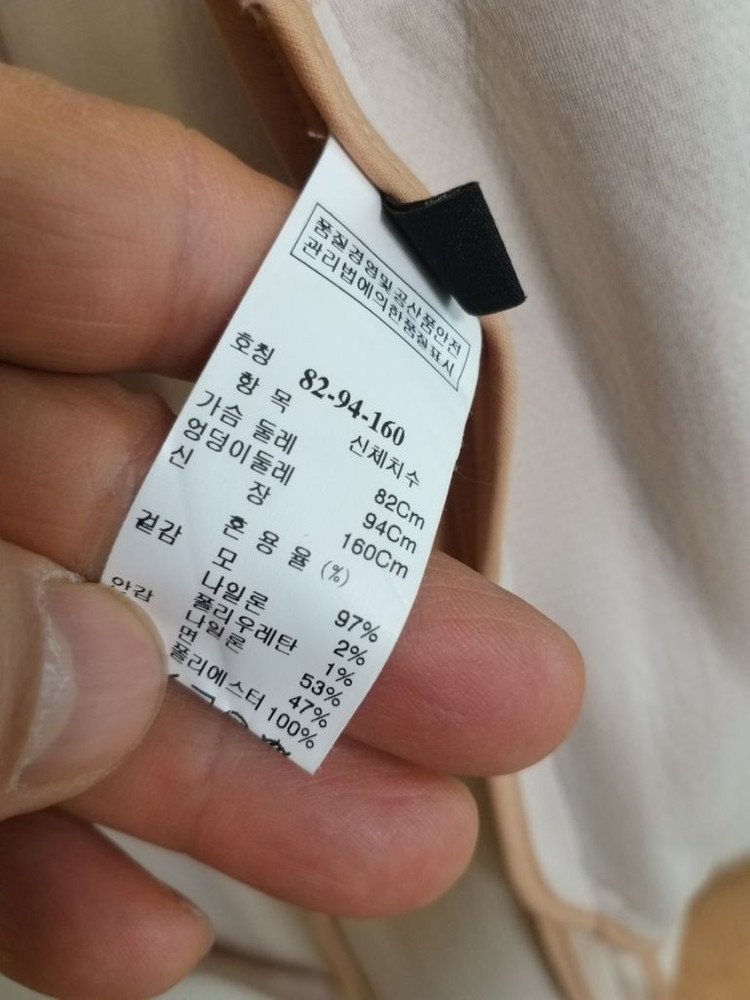 품질경영및공산품안전
관리법에의한품질표시
호칭 82-94-160
항 목 신체치수
가슴 둘레 82Cm
엉덩이둘레 94Cm
신 장 160Cm
혼 용 율 (%)
겉감 모 97%
나일론 2%
폴리우레탄 1%
안감 나일론 53%
면 47%
폴리에스터 100%